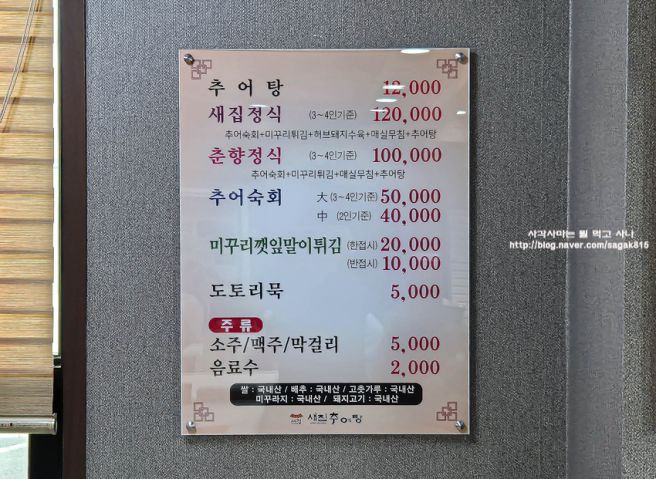 추 어 탕 12,000
새집정식 (3~4인기준) 120,000
추어숙회+미꾸리튀김+허브돼지수육+매실무침+추어탕
춘향정식 (3~4인기준) 100,000
추어숙회+미꾸리튀김+매실무침+추어탕
추어숙회 大 (3~4인기준) 50,000
中 (2인기준) 40,000
미꾸리깻잎말이튀김 (한접시) 20,000
(반접시) 10,000
도토리묵 5,000
주 류
소주/맥주/막걸리 5,000
음료수 2,000
쌀 : 국내산 / 배추 : 국내산 / 고춧가루 : 국내산
미꾸라지 : 국내산 / 돼지고기 : 국내산
새집추어탕
사각사마는 뭘 먹고 사나
http://blog.naver.com/sagak815